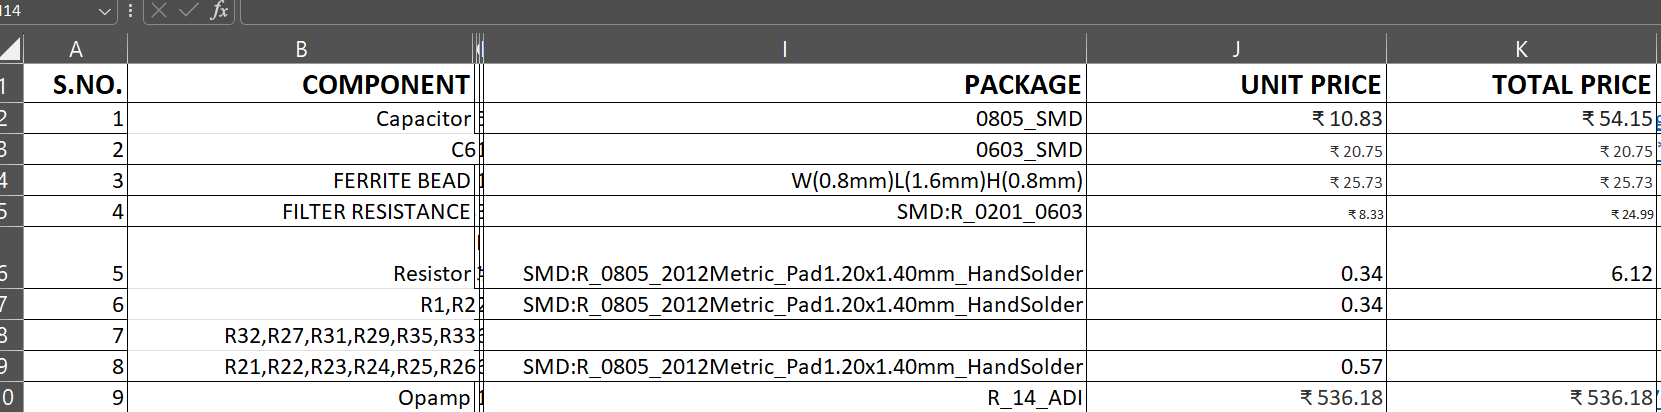 14 fx
A B I J K
1 S.NO. COMPONENT PACKAGE UNIT PRICE TOTAL PRICE
2 1 Capacitor 0805_SMD ₹ 10.83 ₹ 54.15
3 2 C6 0603_SMD ₹ 20.75 ₹ 20.75
4 3 FERRITE BEAD W(0.8mm)L(1.6mm)H(0.8mm) ₹ 25.73 ₹ 25.73
5 4 FILTER RESISTANCE SMD:R_0201_0603 ₹ 8.33 ₹ 24.99
6 5 Resistor SMD:R_0805_2012Metric_Pad1.20x1.40mm_HandSolder 0.34 6.12
7 6 R1,R2 SMD:R_0805_2012Metric_Pad1.20x1.40mm_HandSolder 0.34
8 7 R32,R27,R31,R29,R35,R33
9 8 R21,R22,R23,R24,R25,R26 SMD:R_0805_2012Metric_Pad1.20x1.40mm_HandSolder 0.57
0 9 Opamp R_14_ADI ₹ 536.18 ₹ 536.18